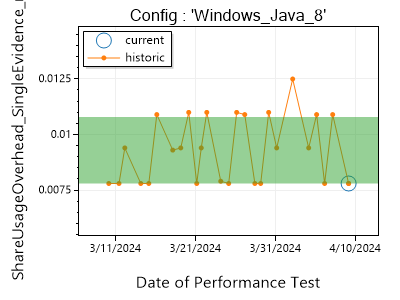 Config : 'Windows_Java_8'
current
historic
ShareUsageOverhead_SingleEvidence_
0.0125
0.01
0.0075
3/11/2024 3/21/2024 3/31/2024 4/10/2024
Date of Performance Test